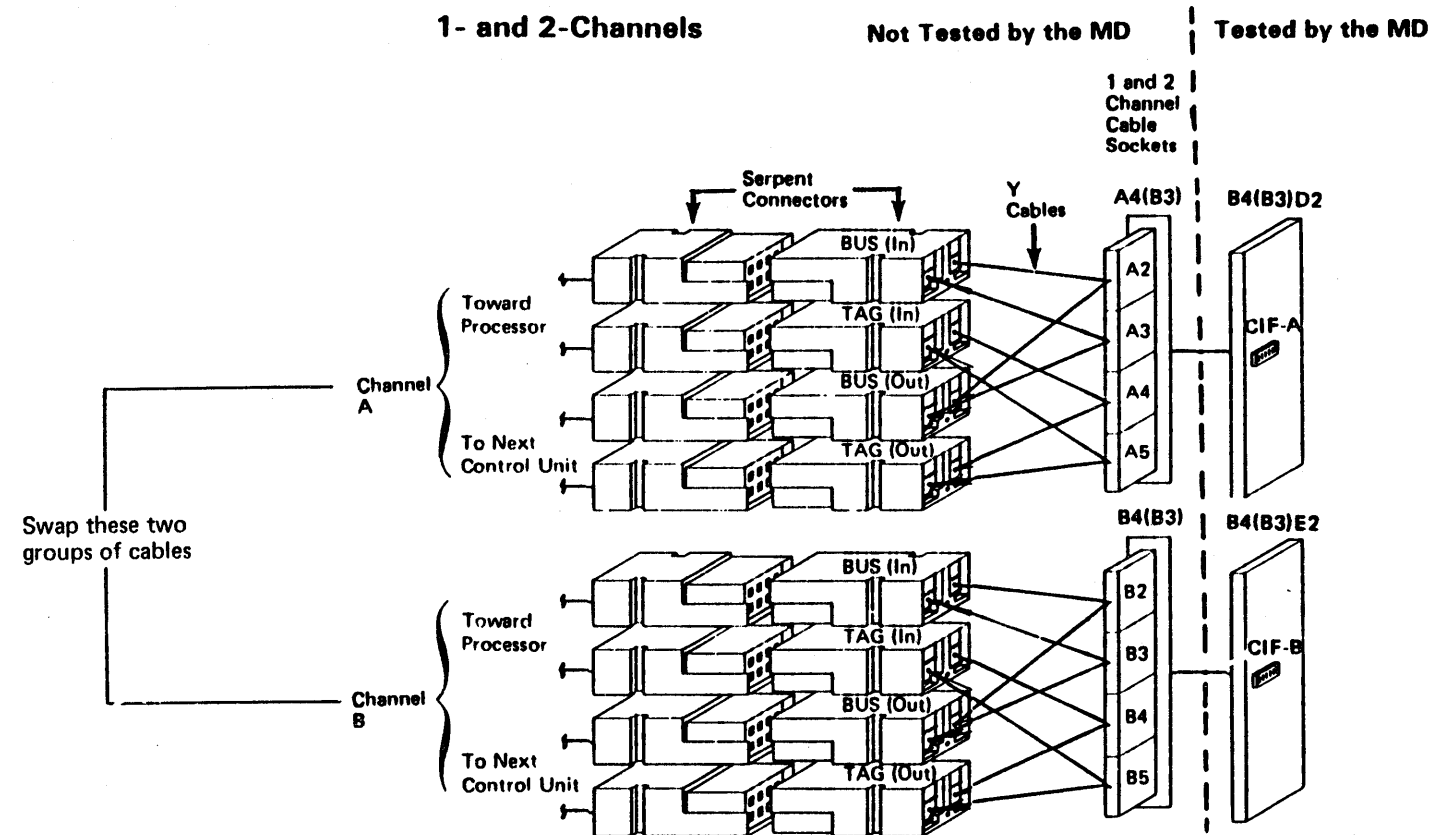 1- and 2-Channels
Not Tested by the MD
Tested by the MD
1 and 2
Channel
Cable
Sockets
Serpent
Connectors
Y
Cables
A4(B3)
B4(B3)D2
BUS (In)
TAG (In)
BUS (Out)
TAG (Out)
A2
A3
A4
A5
CIF-A
Toward
Processor
Channel
A
To Next
Control Unit
Swap these two
groups of cables
B4(B3)
B4(B3)E2
BUS (In)
TAG (In)
BUS (Out)
TAG (Out)
B2
B3
B4
B5
CIF-B
Toward
Processor
Channel
B
To Next
Control Unit